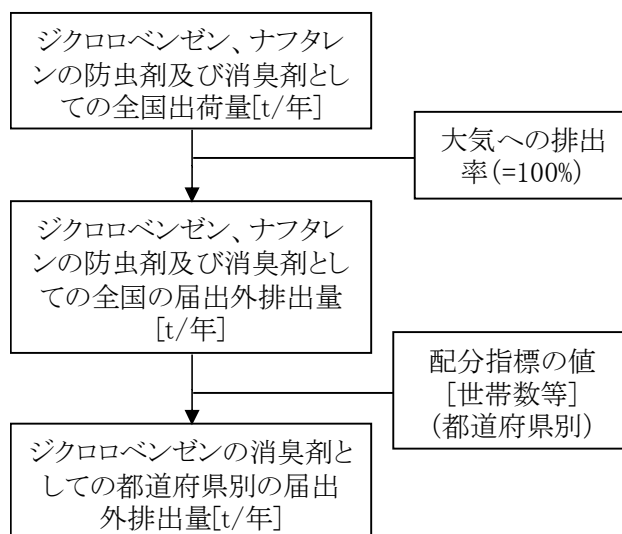 ジクロロベンゼン、ナフタレ
ンの防虫剤及び消臭剤とし
ての全国出荷量[t/年]
大気への排出
率(=100%)
ジクロロベンゼン、ナフタレ
ンの防虫剤及び消臭剤とし
ての全国の届出外排出量
[t/年]
配分指標の値
[世帯数等]
(都道府県別)
ジクロロベンゼンの消臭剤と
しての都道府県別の届出
外排出量[t/年]